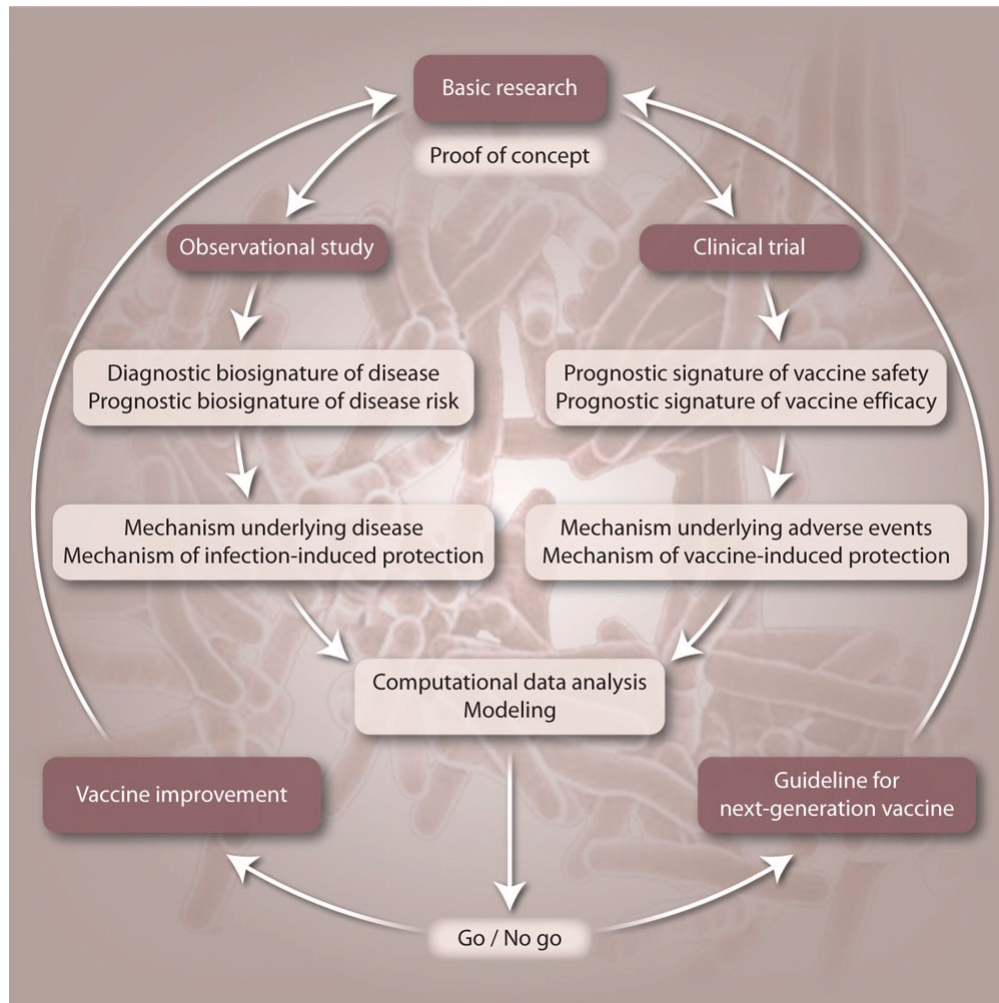 Basic research
Proof of concept
Observational study
Clinical trial
Diagnostic biosignature of disease
Prognostic biosignature of disease risk
Prognostic signature of vaccine safety
Prognostic signature of vaccine efficacy
Mechanism underlying disease
Mechanism of infection-induced protection
Mechanism underlying adverse events
Mechanism of vaccine-induced protection
Computational data analysis
Modeling
Vaccine improvement
Guideline for
next-generation vaccine
Go / No go